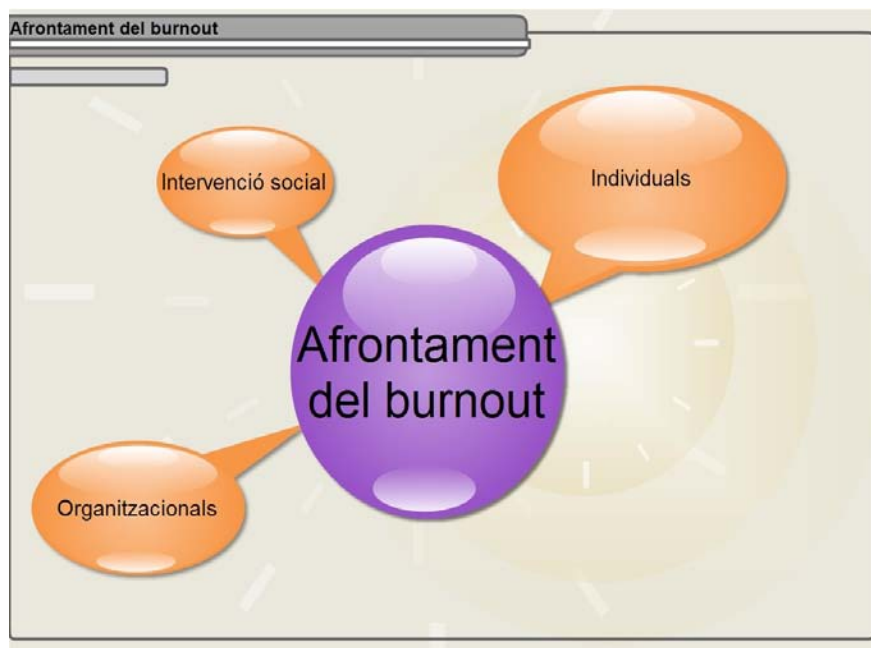 Afrontament del burnout
Intervenció social
Individuals
Afrontament
del burnout
Organitzacionals